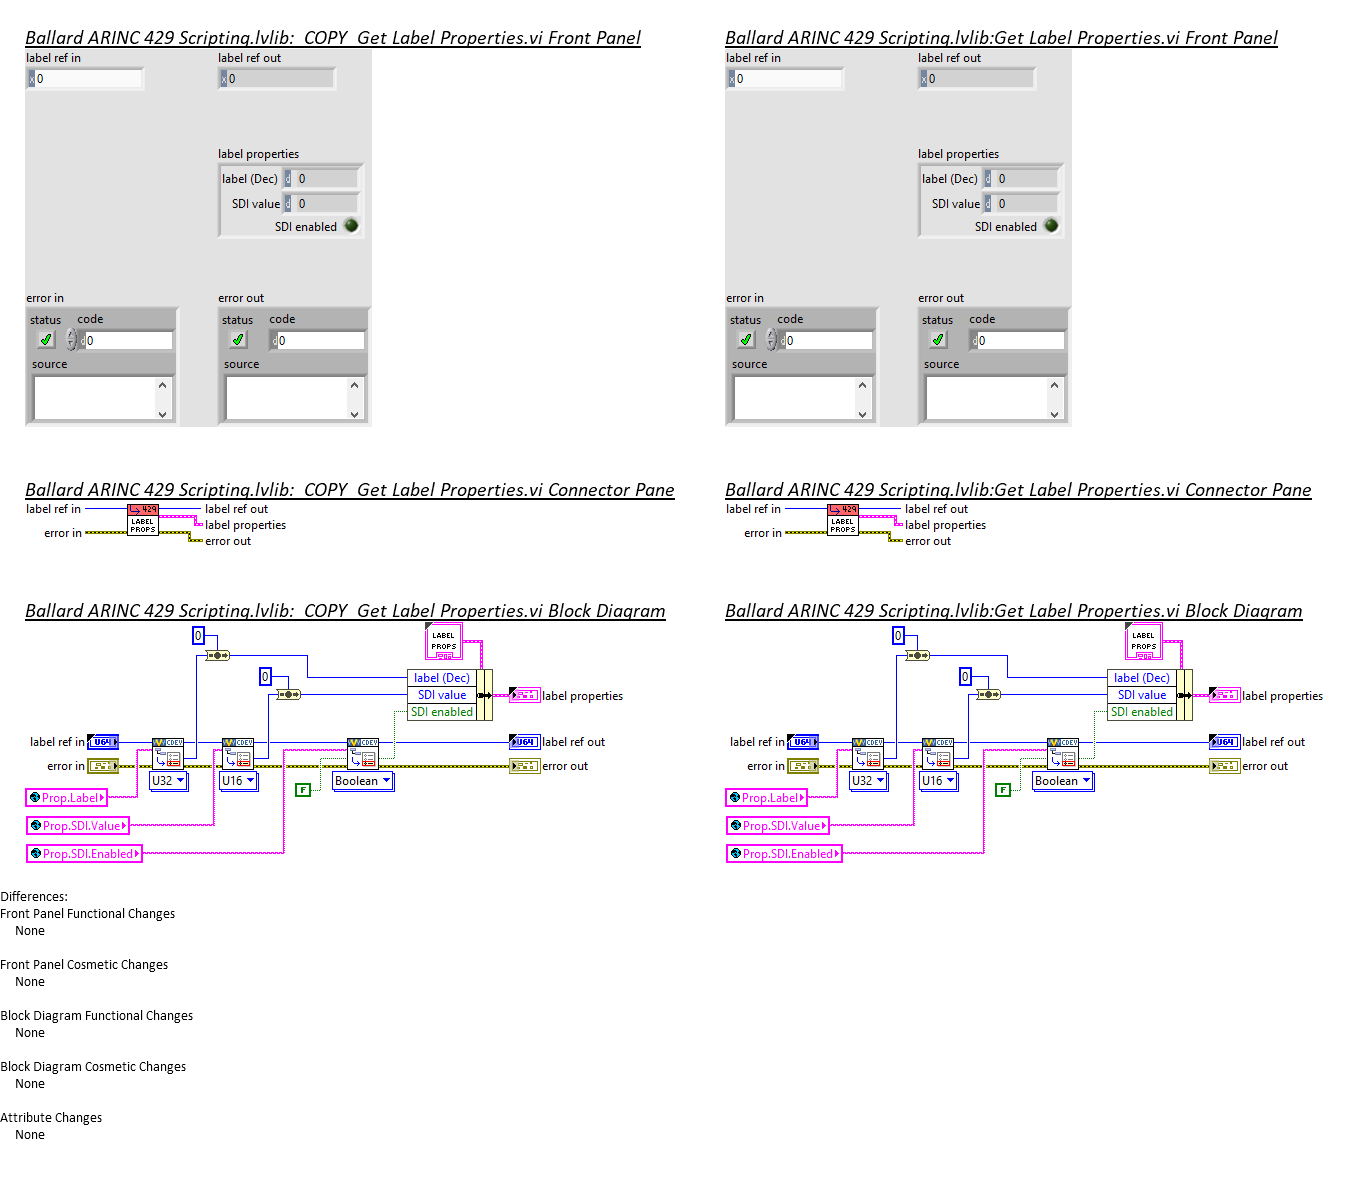 Ballard ARINC 429 Scripting.lvlib:_COPY_Get Label Properties.vi Front Panel
label ref in
label ref out
x 0
x 0
label properties
label (Dec) d 0
SDI value d 0
SDI enabled
error in
error out
status code
status code
d 0
d 0
source
source
Ballard ARINC 429 Scripting.lvlib:Get Label Properties.vi Front Panel
label ref in
label ref out
x 0
x 0
label properties
label (Dec) d 0
SDI value d 0
SDI enabled
error in
error out
status code
status code
d 0
d 0
source
source
Ballard ARINC 429 Scripting.lvlib:_COPY_Get Label Properties.vi Connector Pane
label ref in
429
label ref out
LABEL
label properties
error in
PROPS
error out
Ballard ARINC 429 Scripting.lvlib:Get Label Properties.vi Connector Pane
label ref in
429
label ref out
LABEL
label properties
error in
PROPS
error out
Ballard ARINC 429 Scripting.lvlib:_COPY_Get Label Properties.vi Block Diagram
0
LABEL
PROPS
0
label (Dec)
SDI value
label properties
SDI enabled
label ref in
U64
CDEV
CDEV
CDEV
U64
label ref out
error in
error out
U32
U16
Boolean
F
Prop.Label
Prop.SDI.Value
Prop.SDI.Enabled
Ballard ARINC 429 Scripting.lvlib:Get Label Properties.vi Block Diagram
0
LABEL
PROPS
0
label (Dec)
SDI value
label properties
SDI enabled
label ref in
U64
CDEV
CDEV
CDEV
U64
label ref out
error in
error out
U32
U16
Boolean
F
Prop.Label
Prop.SDI.Value
Prop.SDI.Enabled
Differences:
Front Panel Functional Changes
None
Front Panel Cosmetic Changes
None
Block Diagram Functional Changes
None
Block Diagram Cosmetic Changes
None
Attribute Changes
None